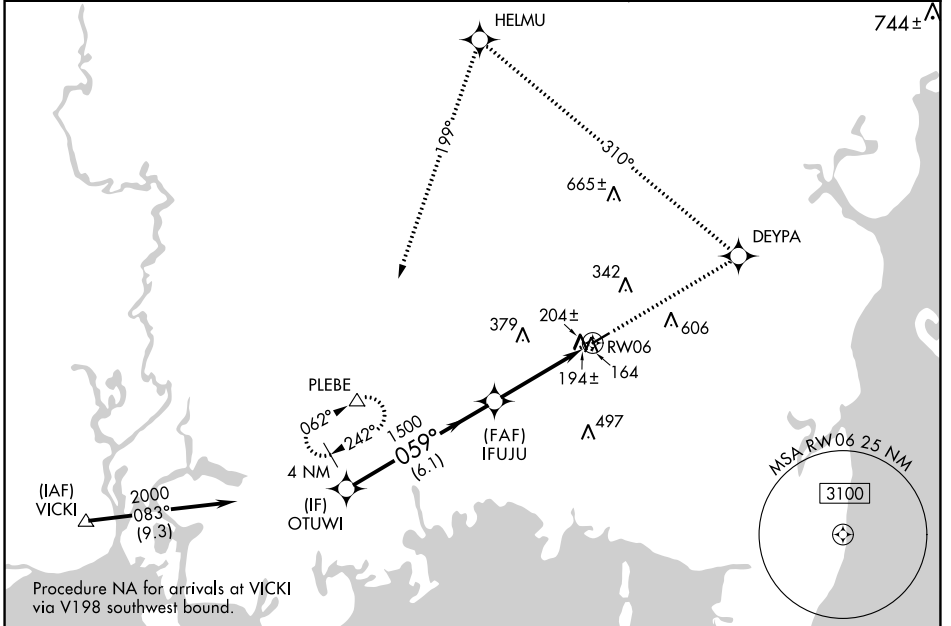 HELMU
744±
199°
310°
665±
DEYPA
342
379
204±
606
RW06
194±
164
PLEBE
062°
242°
1500
059°
(6.1)
(FAF)
IFUJU
497
4 NM
(IF)
OTUWI
(IAF)
VICKI
2000
083°
(9.3)
MSA RW06 25 NM
3100
Procedure NA for arrivals at VICKI
via V198 southwest bound.